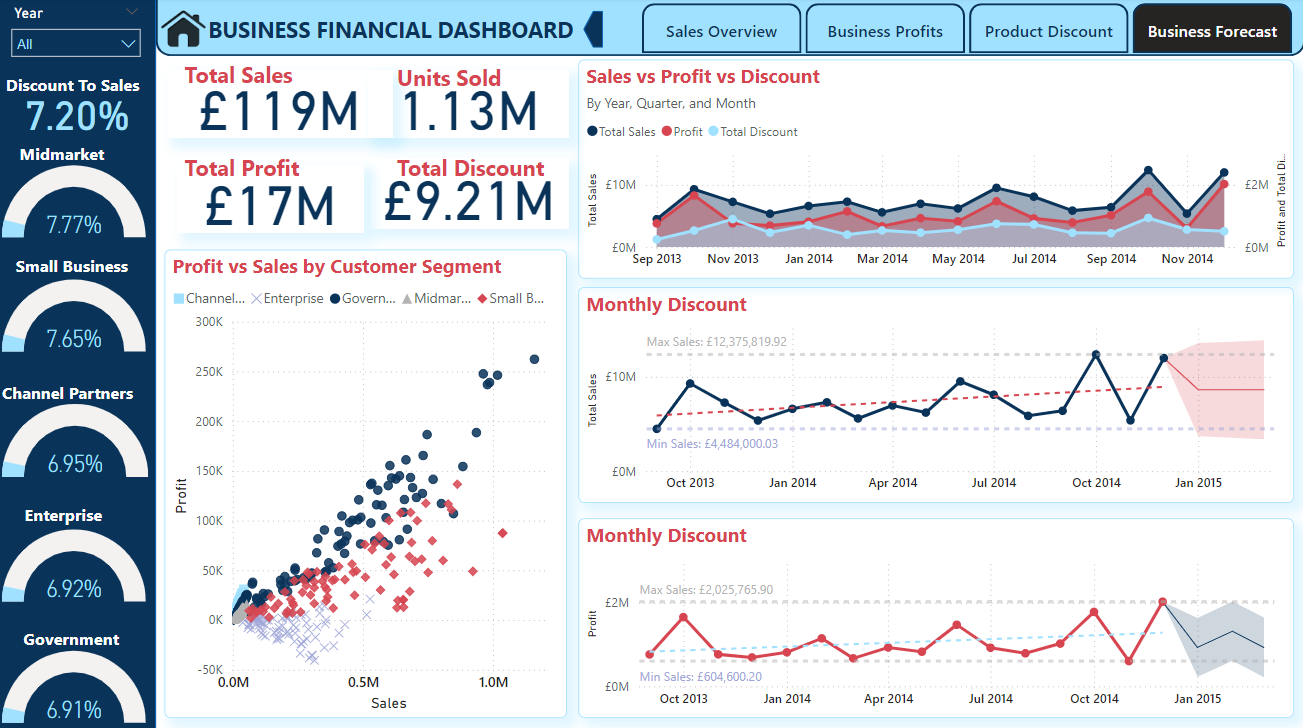 Year
All
Discount To Sales
7.20%
Midmarket
7.77%
Small Business
7.65%
Channel Partners
6.95%
Enterprise
6.92%
Government
6.91%
BUSINESS FINANCIAL DASHBOARD
Sales Overview
Business Profits
Product Discount
Business Forecast
Total Sales
£119M
Units Sold
1.13M
Total Profit
£17M
Total Discount
£9.21M
Profit vs Sales by Customer Segment
Channel... Enterprise Govern... Midmar... Small B...
Profit
300K
250K
200K
150K
100K
50K
0K
-50K
0.0M 0.5M 1.0M
Sales
Sales vs Profit vs Discount
By Year, Quarter, and Month
Total Sales Profit Total Discount
Total Sales
£10M
£0M
Profit and Total Di...
£2M
£0M
Sep 2013 Nov 2013 Jan 2014 Mar 2014 May 2014 Jul 2014 Sep 2014 Nov 2014
Monthly Discount
Max Sales: £12,375,819.92
Total Sales
£10M
Min Sales: £4,484,000.03
£0M
Oct 2013 Jan 2014 Apr 2014 Jul 2014 Oct 2014 Jan 2015
Monthly Discount
Max Sales: £2,025,765.90
Profit
£2M
Min Sales: £604,600.20
£0M
Oct 2013 Jan 2014 Apr 2014 Jul 2014 Oct 2014 Jan 2015